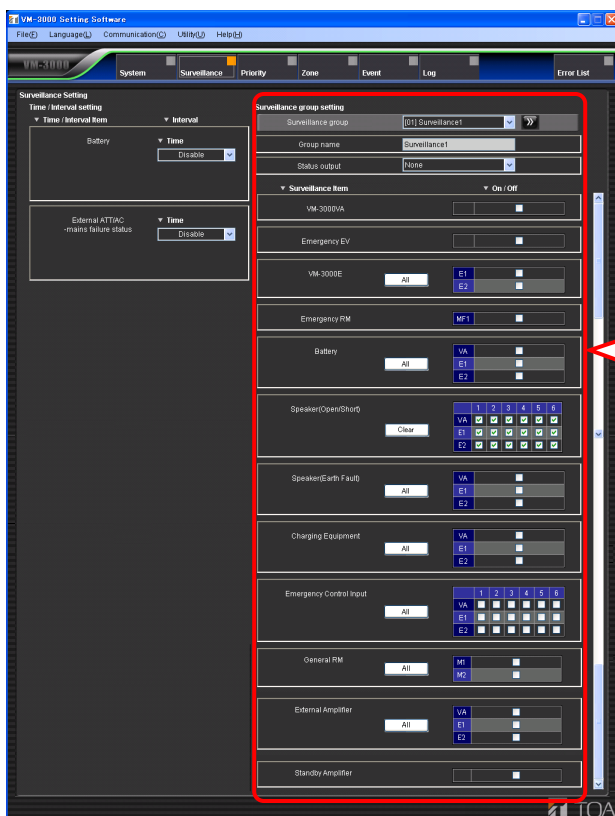 VM-3000 Setting Software
File(F) Language(L) Communication(C) Utility(U) Help(H)
VM-3000
System Surveillance Priority Zone Event Log Error List
Surveillance Setting
Time / Interval setting
▼ Time / Interval Item ▼ Interval
Battery ▼ Time
Disable
External ATT/AC ▼ Time
-mains failure status
Disable
Surveillance group setting
Surveillance group [01] Surveillance1
Group name Surveillance1
Status output None
▼ Surveillance Item ▼ On / Off
VM-3000VA
Emergency EV
VM-3000E All E1
E2
Emergency RM MF1
Battery All VA
E1
E2
Speaker(Open/Short) Clear 1 2 3 4 5 6
VA
E1
E2
Speaker(Earth Fault) All VA
E1
E2
Charging Equipment All VA
E1
E2
Emergency Control Input All 1 2 3 4 5 6
VA
E1
E2
General RM All M1
M2
External Amplifier All VA
E1
E2
Standby Amplifier
TOA